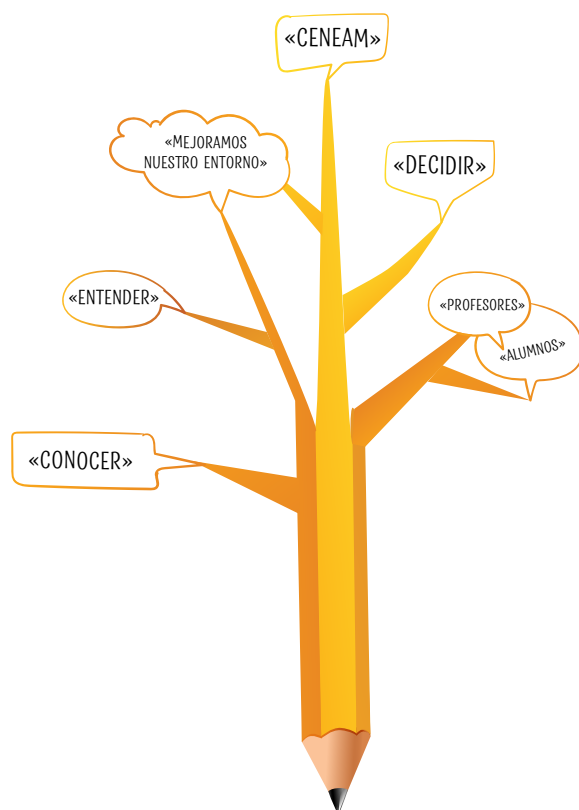 «CENEAM»
«MEJORAMOS
NUESTRO ENTORNO»
«DECIDIR»
«ENTENDER»
«PROFESORES»
«ALUMNOS»
«CONOCER»